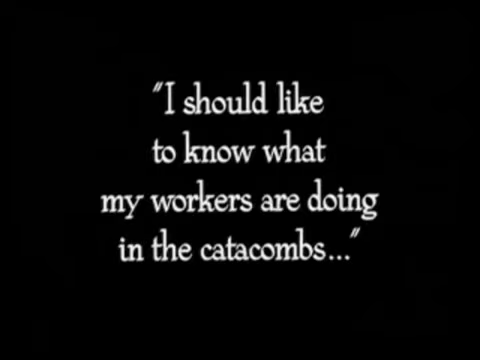 "I should like
to know what
my workers are doing
in the catacombs..."